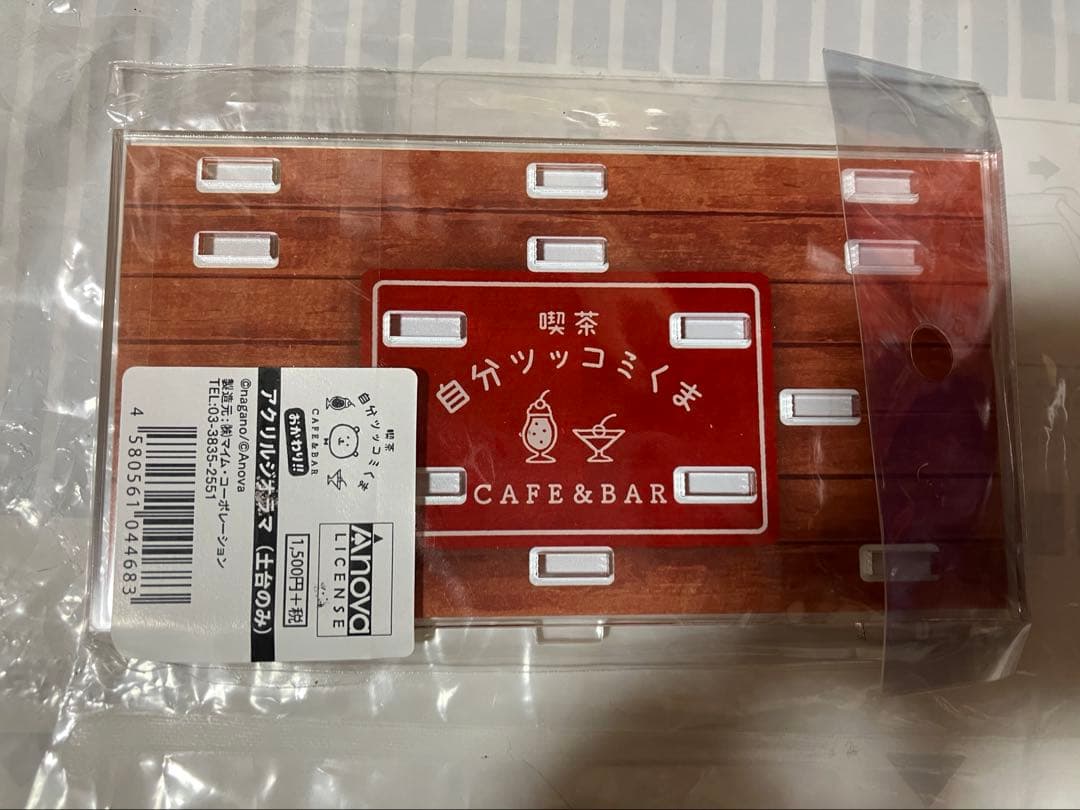 喫茶
自分ツッコミくま
CAFE&BAR
喫茶
自分ツッコミくま
CAFE&BAR
おかわり!!
Anova
LICENSE
アクリルジオラマ（土台のみ）
1,500円+税
©nagano/©Anova
製造元:㈱マイム・コーポレーション
TEL:03-3835-2551
4 580561 044683